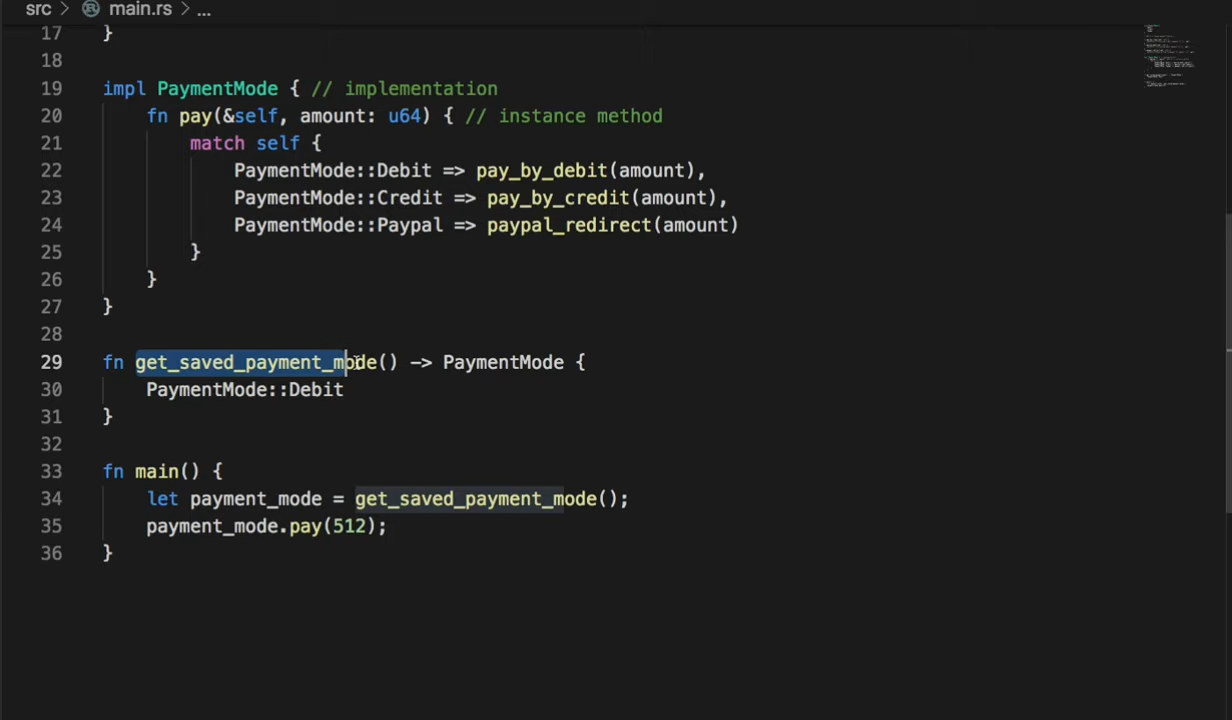 src > main.rs > ...
17 }
18
19 impl PaymentMode { // implementation
20 fn pay(&self, amount: u64) { // instance method
21 match self {
22 PaymentMode::Debit => pay_by_debit(amount),
23 PaymentMode::Credit => pay_by_credit(amount),
24 PaymentMode::Paypal => paypal_redirect(amount)
25 }
26 }
27 }
28
29 fn get_saved_payment_mode() -> PaymentMode {
30 PaymentMode::Debit
31 }
32
33 fn main() {
34 let payment_mode = get_saved_payment_mode();
35 payment_mode.pay(512);
36 }